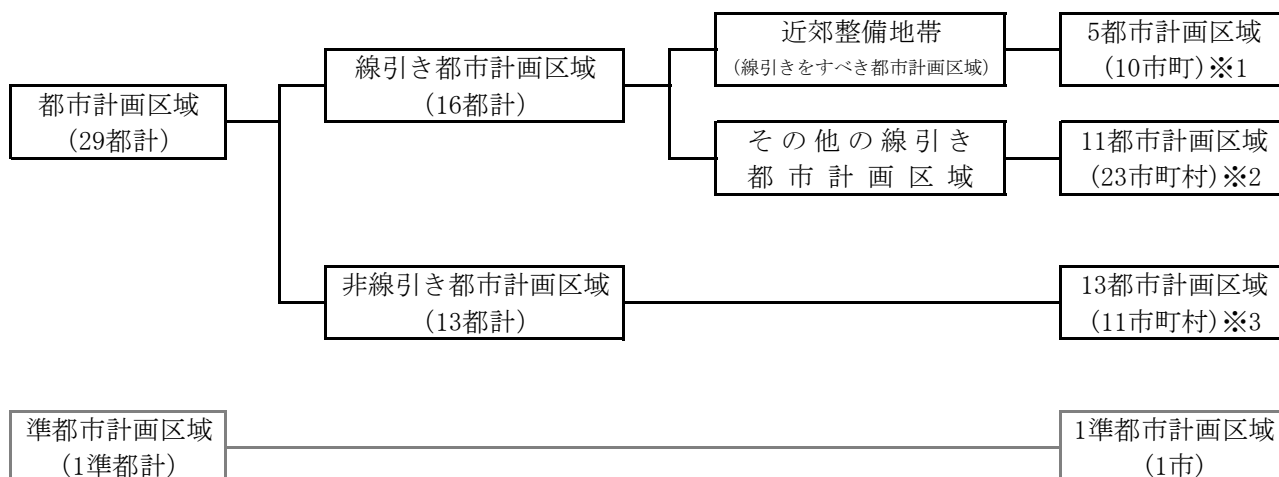 都市計画区域
(29都計)
線引き都市計画区域
(16都計)
近郊整備地帯
(線引きをすべき都市計画区域)
5都市計画区域
(10市町)※1
その他の線引き
都市計画区域
11都市計画区域
(23市町村)※2
非線引き都市計画区域
(13都計)
13都市計画区域
(11市町村)※3
準都市計画区域
(1準都計)
1準都市計画区域
(1市)